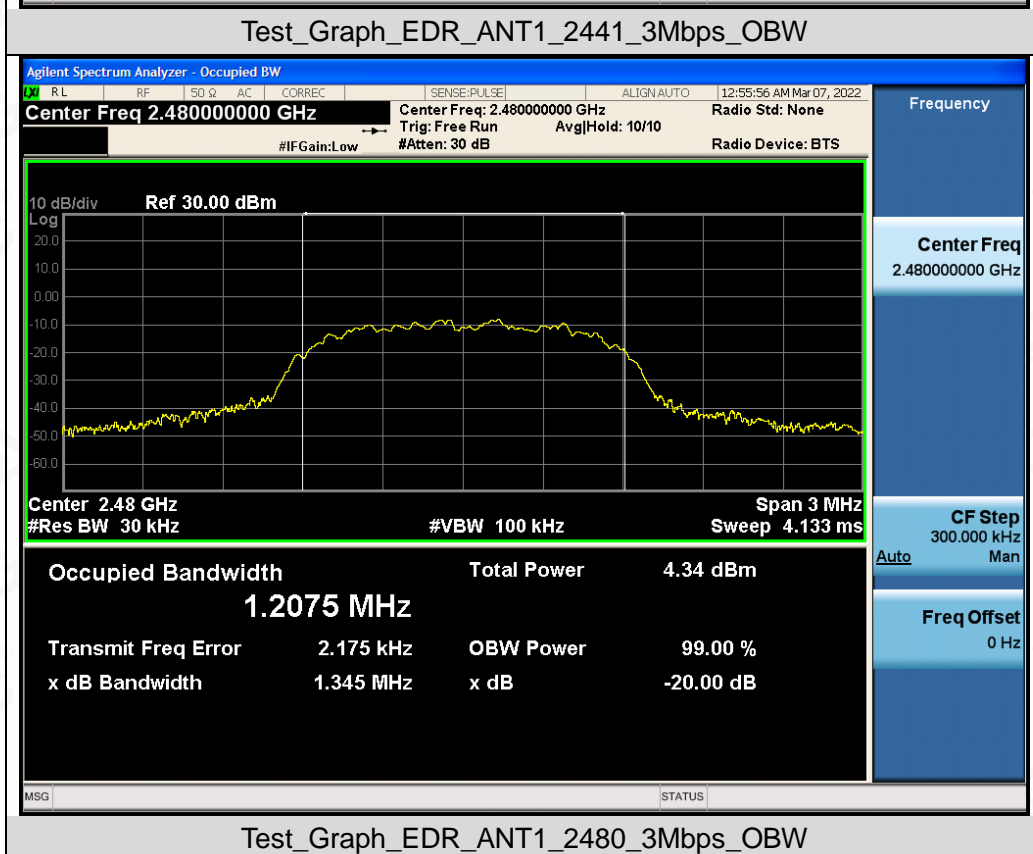 Test_Graph_EDR_ANT1_2441_3Mbps_OBW
Agilent Spectrum Analyzer - Occupied BW
LXI RL RF 50 Ω AC CORREC SENSE:PULSE ALIGN AUTO 12:55:56 AM Mar 07, 2022
Center Freq 2.480000000 GHz
Center Freq: 2.480000000 GHz Radio Std: None
Trig: Free Run Avg|Hold: 10/10
#IFGain:Low #Atten: 30 dB Radio Device: BTS
Frequency
10 dB/div Ref 30.00 dBm
Log
20.0
10.0
0.00
-10.0
-20.0
-30.0
-40.0
-50.0
-60.0
Center 2.48 GHz Span 3 MHz
#Res BW 30 kHz #VBW 100 kHz Sweep 4.133 ms
Center Freq
2.480000000 GHz
CF Step
300.000 kHz
Auto Man
Freq Offset
0 Hz
Occupied Bandwidth Total Power 4.34 dBm
1.2075 MHz
Transmit Freq Error 2.175 kHz OBW Power 99.00 %
x dB Bandwidth 1.345 MHz x dB -20.00 dB
MSG STATUS
Test_Graph_EDR_ANT1_2480_3Mbps_OBW